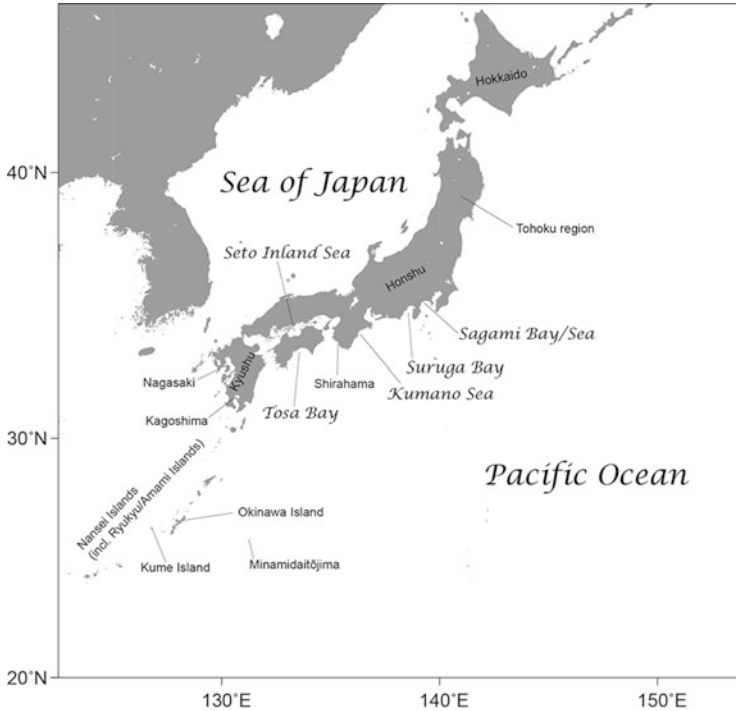 Hokkaido
40°N
Sea of Japan
Tohoku region
Seto Inland Sea
Honshu
Sagami Bay/Sea
Suruga Bay
Kyushu
Nagasaki
Shirahama
Kumano Sea
Tosa Bay
Kagoshima
30°N
Nansei Islands
(incl. Ryukyu/Amami Islands)
Pacific Ocean
Okinawa Island
Kume Island
Minamidaitōjima
20°N
130°E
140°E
150°E